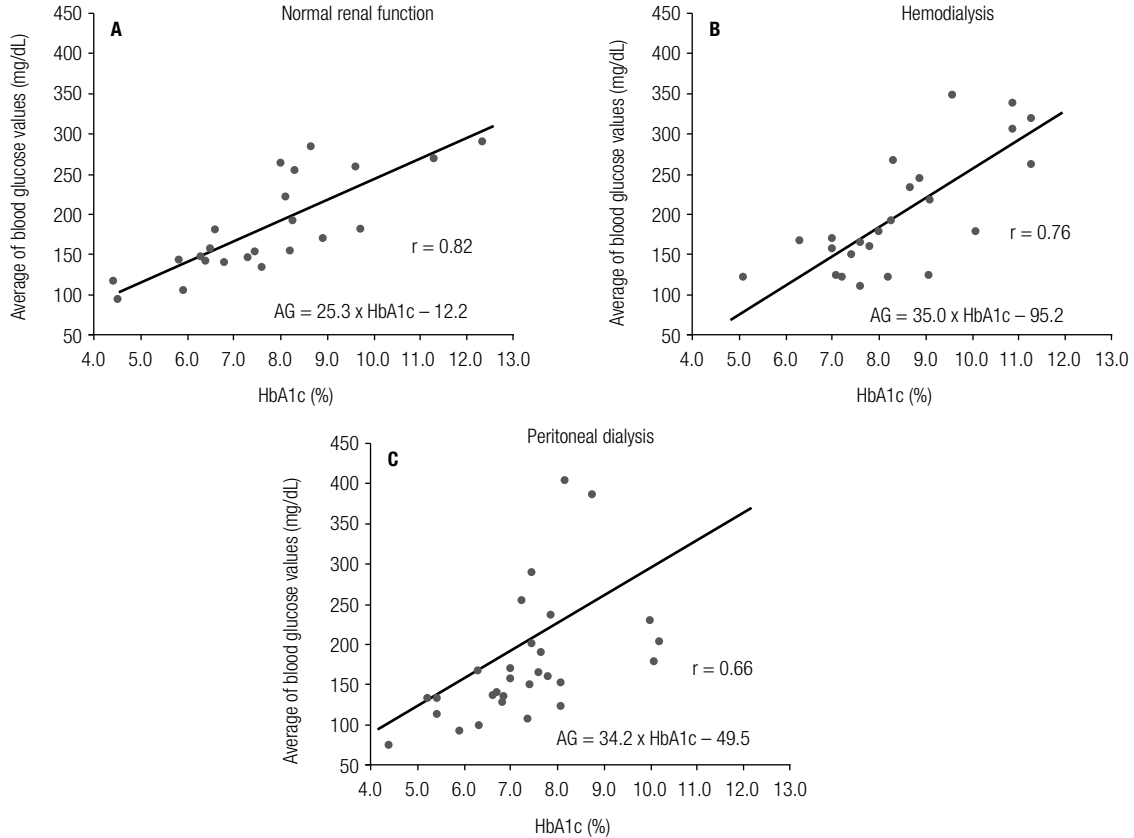 Normal renal function
A
Average of blood glucose values (mg/dL)
450
400
350
300
250
200
150
100
50
r = 0.82
AG = 25.3 x HbA1c – 12.2
4.0 5.0 6.0 7.0 8.0 9.0 10.0 11.0 12.0 13.0
HbA1c (%)
Hemodialysis
B
Average of blood glucose values (mg/dL)
450
400
350
300
250
200
150
100
50
r = 0.76
AG = 35.0 x HbA1c – 95.2
4.0 5.0 6.0 7.0 8.0 9.0 10.0 11.0 12.0 13.0
HbA1c (%)
Peritoneal dialysis
C
Average of blood glucose values (mg/dL)
450
400
350
300
250
200
150
100
50
r = 0.66
AG = 34.2 x HbA1c – 49.5
4.0 5.0 6.0 7.0 8.0 9.0 10.0 11.0 12.0 13.0
HbA1c (%)